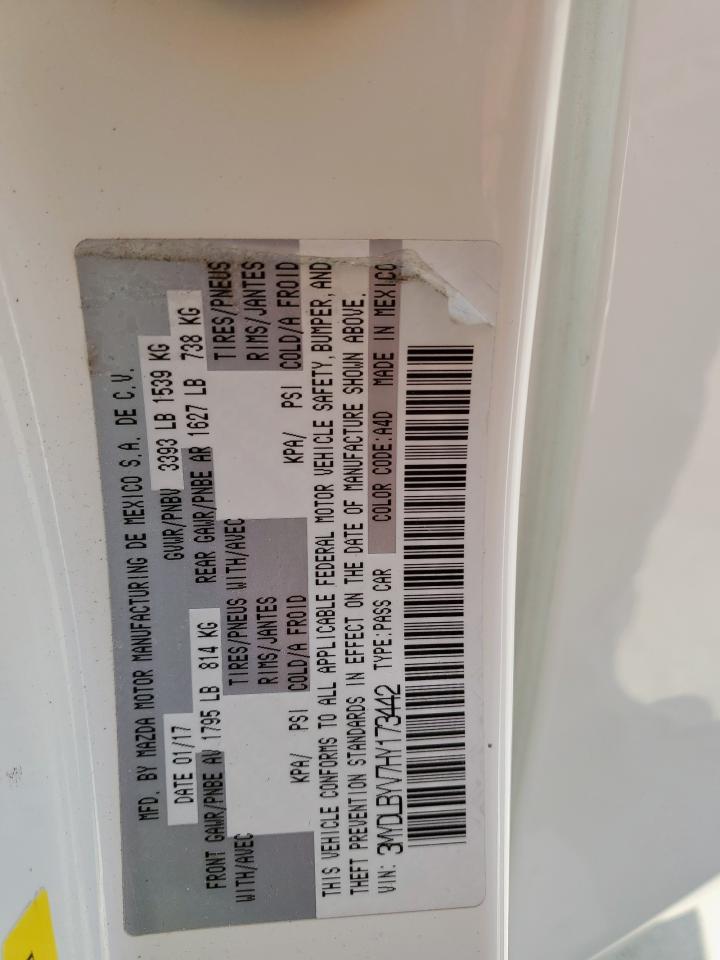 MFD. BY MAZDA MOTOR MANUFACTURING DE MEXICO S.A. DE C.V.
DATE 01/17 GVWR/PNBV 3393 LB 1539 KG
FRONT GAWR/PNBE AV 1795 LB 814 KG REAR GAWR/PNBE AR 1627 LB 738 KG
WITH/AVEC TIRES/PNEUS WITH/AVEC TIRES/PNEUS
RIMS/JANTES RIMS/JANTES
KPA/ PSI COLD/A FROID KPA/ PSI COLD/A FROID
THIS VEHICLE CONFORMS TO ALL APPLICABLE FEDERAL MOTOR VEHICLE SAFETY, BUMPER, AND
THEFT PREVENTION STANDARDS IN EFFECT ON THE DATE OF MANUFACTURE SHOWN ABOVE.
VIN: 3MYDLBYV7HY173442 TYPE:PASS CAR COLOR CODE:A4D MADE IN MEXICO